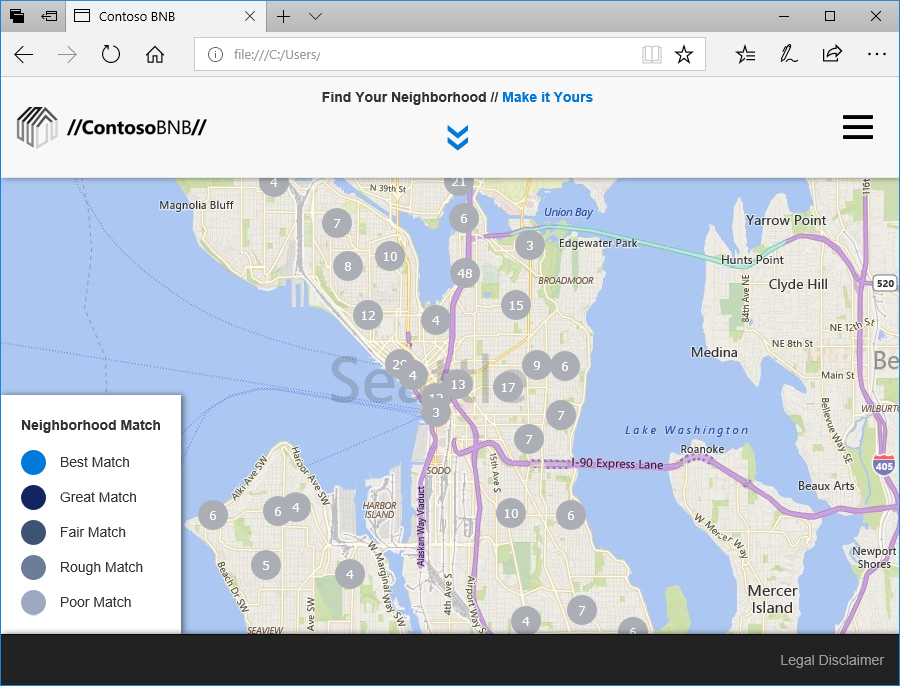 Contoso BNB
file:///C:/Users/
Find Your Neighborhood // Make it Yours
//ContosoBNB//
4
21
N 39th St
116th
Magnolia Bluff
7
6
Union Bay
Yarrow Point
3
Edgewater Park
8
10
Hunts Point
48
BROADMOOR
84th Ave NE
Clyde Hill
520
15
12
4
NE 12th St
NE 8th St
Medina
Seattle
4
13
17
9
6
Be
Main St
3
7
Bellevue Way SE
WILBURTO
7
Lake Washington
Roanoke
I-90 Express Lane
405
SODO
15th Ave S
Alki Ave SW
Harbor Ave SW
Beaux Arts
6
6
4
HARBOR
ISLAND
Alaskan Way Viaduct
10
6
W Mercer Way
5
4
Newport
Shores
Beach Dr SW
W Marginal Way SW
4th Ave S
Airport Way S
Mercer
Island
Ave SW
SEAVIEW
4
7
6
Neighborhood Match
Best Match
Great Match
Fair Match
Rough Match
Poor Match
Legal Disclaimer